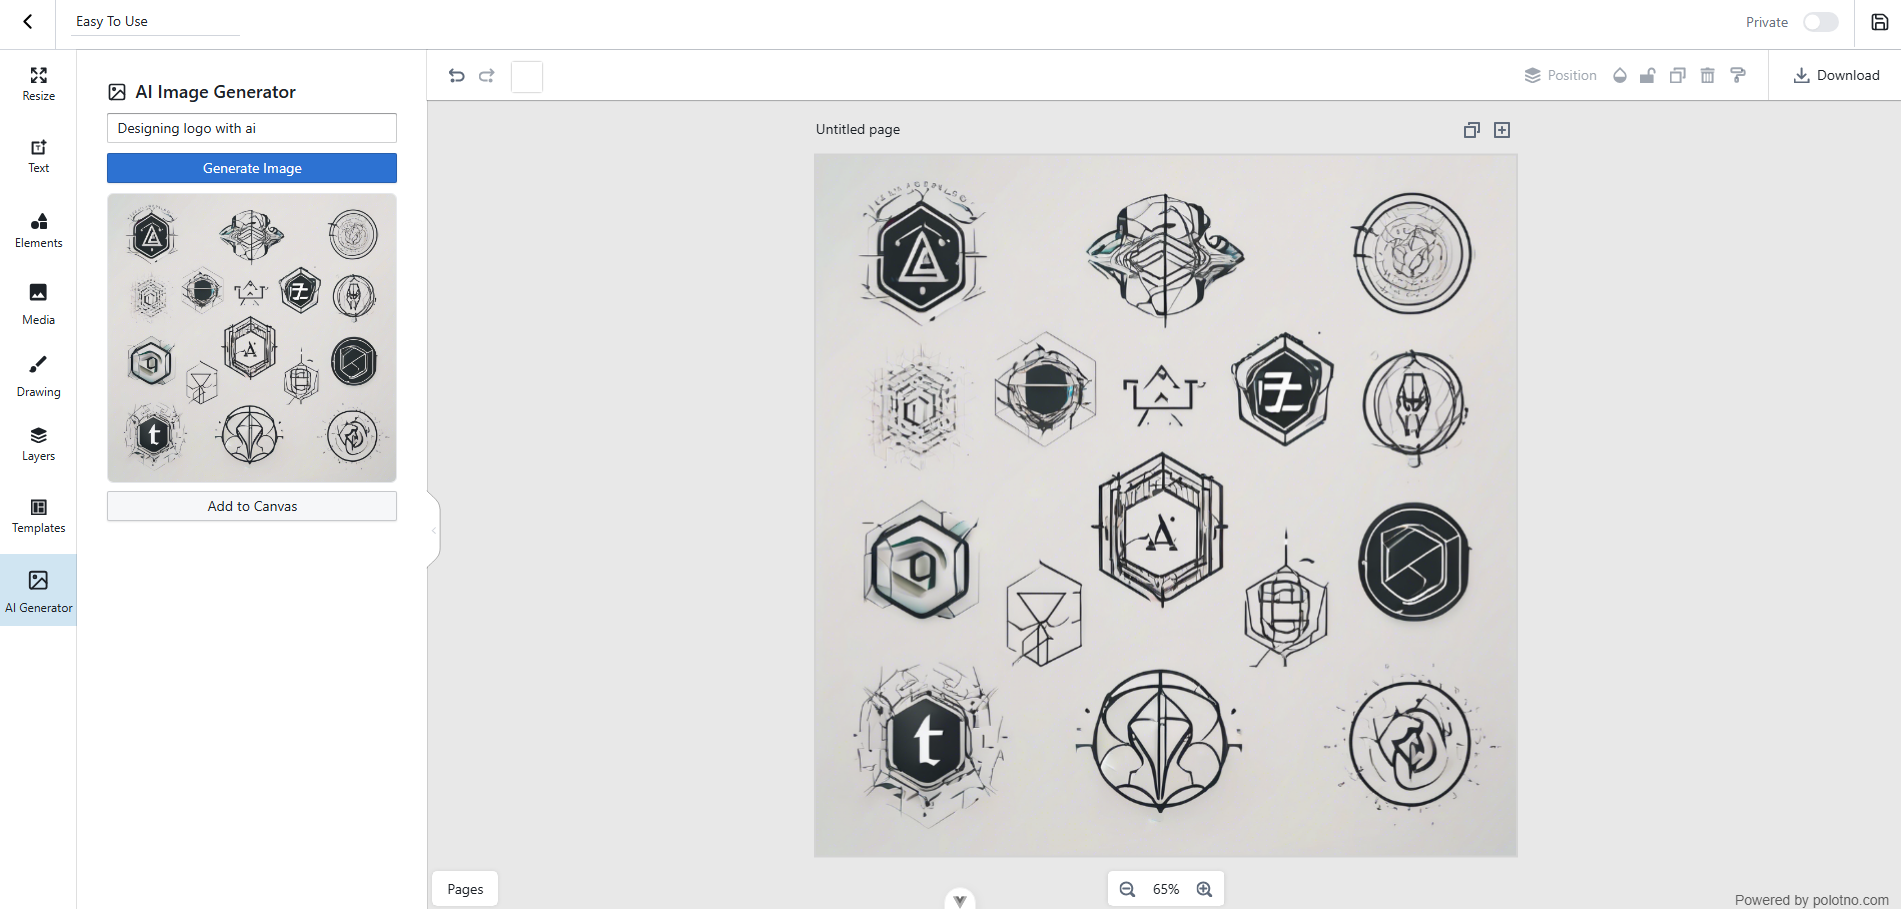 Easy To Use
Private
Resize
Text
Elements
Media
Drawing
Layers
Templates
AI Generator
AI Image Generator
Designing logo with ai
Generate Image
Add to Canvas
Position
Download
Untitled page
A
t
Pages
65%
Powered by polotno.com